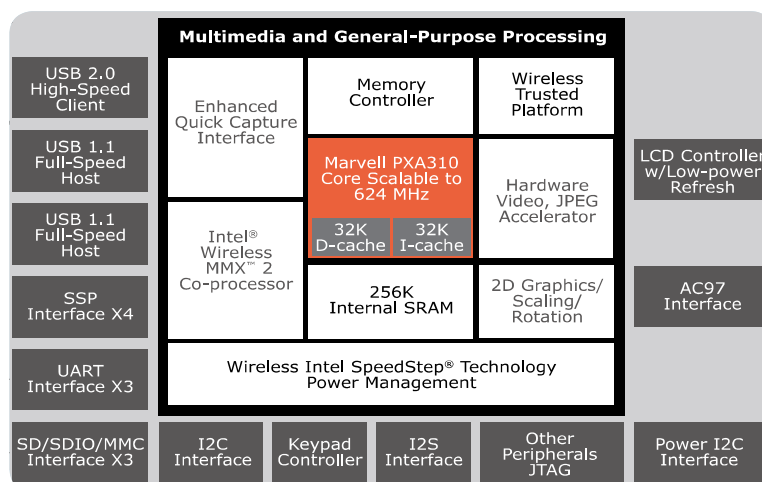 Multimedia and General-Purpose Processing
USB 2.0
High-Speed
Client
USB 1.1
Full-Speed
Host
USB 1.1
Full-Speed
Host
SSP
Interface X4
UART
Interface X3
SD/SDIO/MMC
Interface X3
Enhanced
Quick Capture
Interface
Intel®
Wireless
MMX™ 2
Co-processor
Memory
Controller
Marvell PXA310
Core Scalable to
624 MHz
32K
D-cache
32K
I-cache
256K
Internal SRAM
Wireless
Trusted
Platform
Hardware
Video, JPEG
Accelerator
2D Graphics/
Scaling/
Rotation
Wireless Intel SpeedStep® Technology
Power Management
LCD Controller
w/Low-power
Refresh
AC97
Interface
I2C
Interface
Keypad
Controller
I2S
Interface
Other
Peripherals
JTAG
Power I2C
Interface